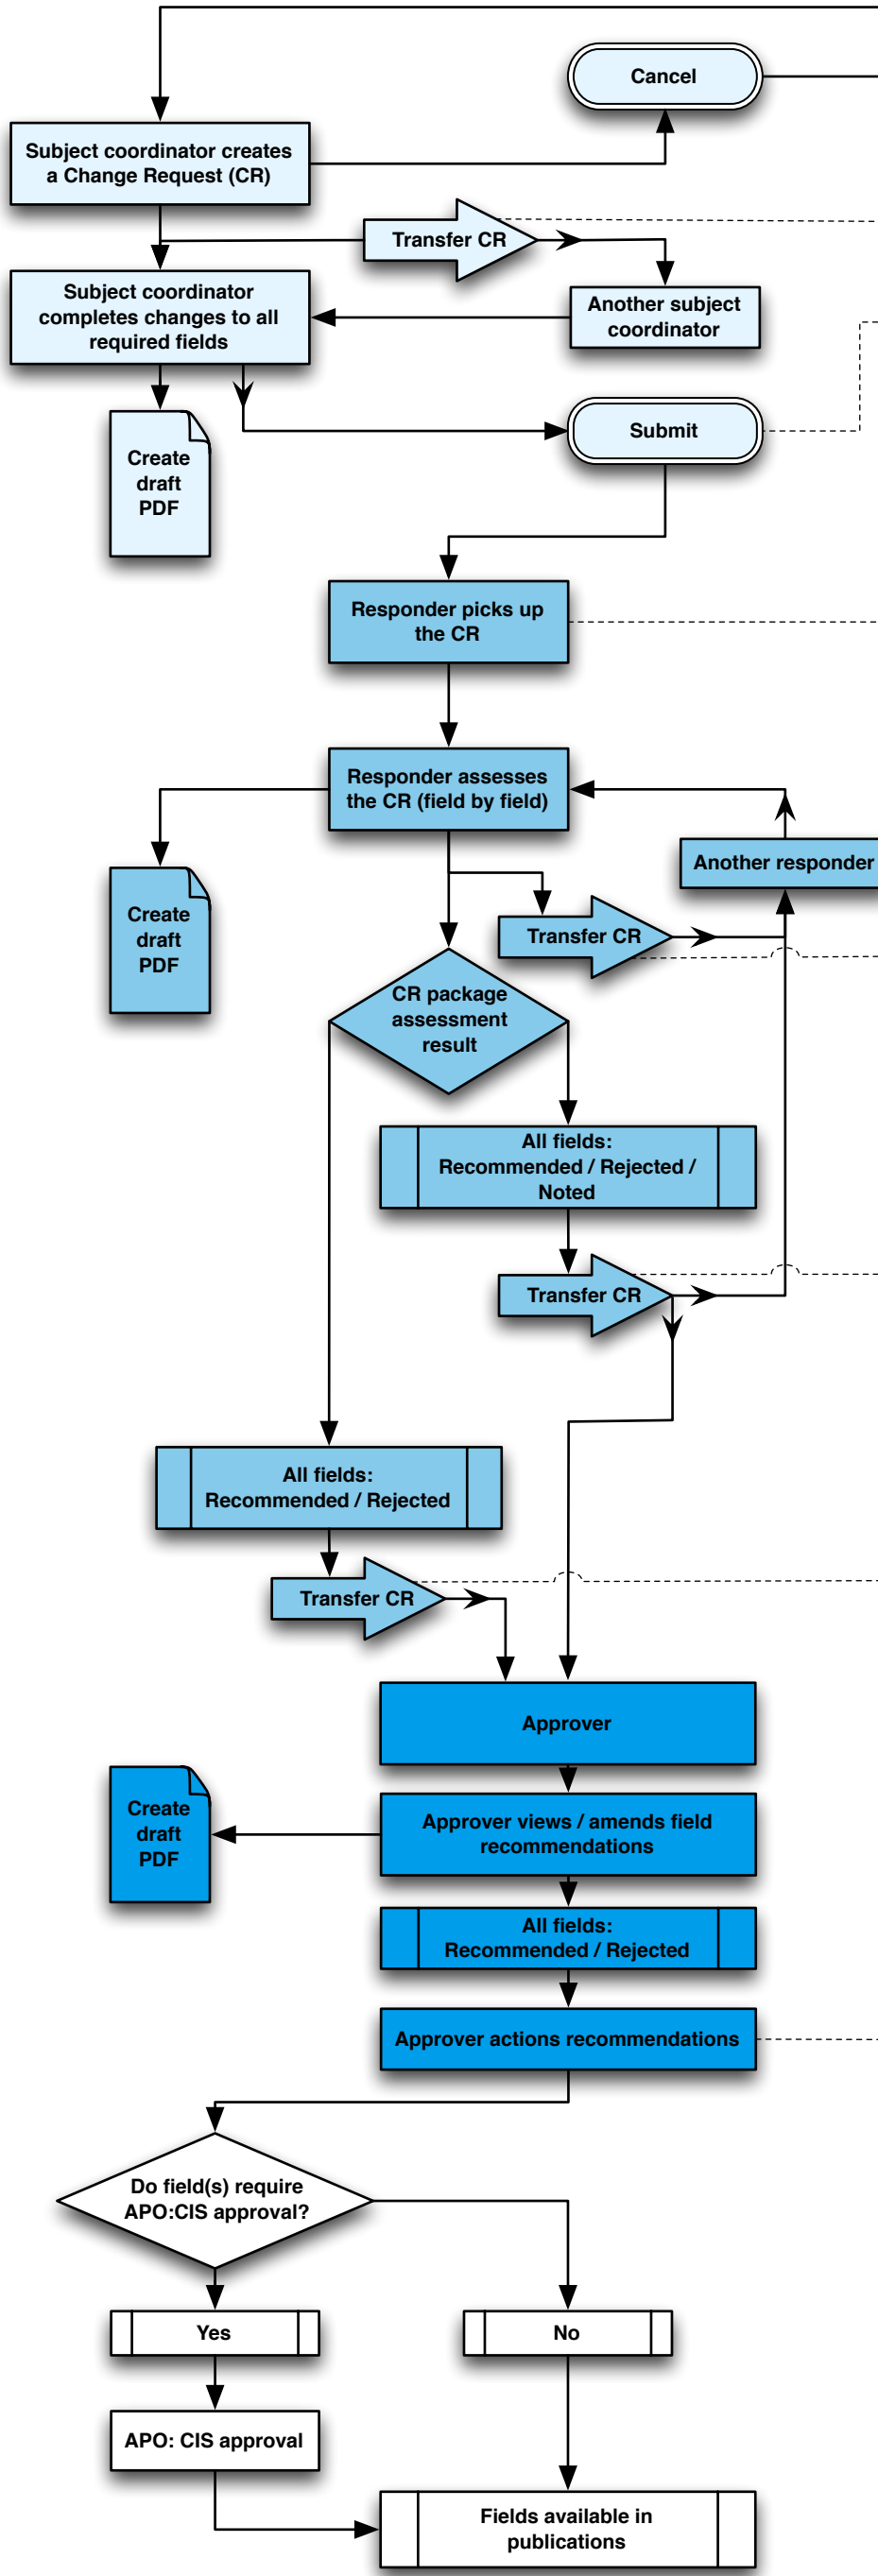 Cancel
Subject coordinator creates
a Change Request (CR)
Transfer CR
Subject coordinator
completes changes to all
required fields
Another subject
coordinator
Submit
Create
draft
PDF
Responder picks up
the CR
Responder assesses
the CR (field by field)
Another responder
Create
draft
PDF
Transfer CR
CR package
assessment
result
All fields:
Recommended / Rejected /
Noted
Transfer CR
All fields:
Recommended / Rejected
Transfer CR
Approver
Create
draft
PDF
Approver views / amends field
recommendations
All fields:
Recommended / Rejected
Approver actions recommendations
Do field(s) require
APO:CIS approval?
Yes
No
APO: CIS approval
Fields available in
publications